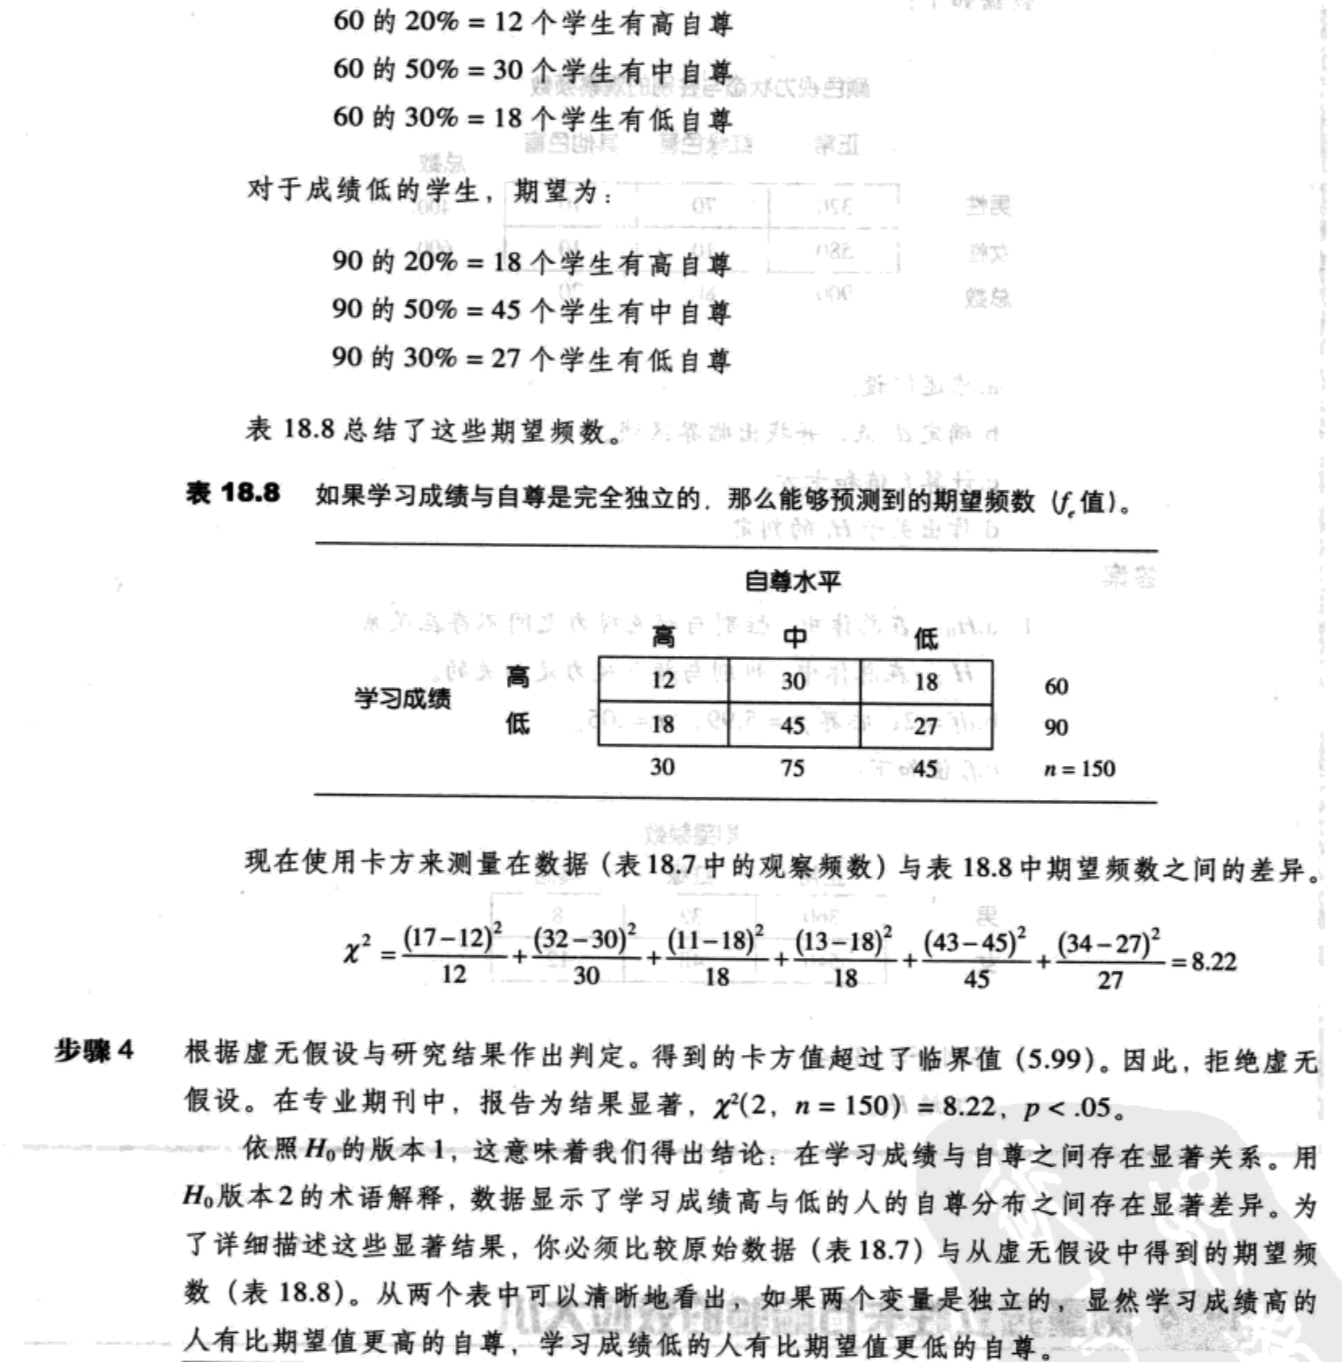 60 的 20% = 12 个学生有高自尊
60 的 50% = 30 个学生有中自尊
60 的 30% = 18 个学生有低自尊
对于成绩低的学生，期望为：
90 的 20% = 18 个学生有高自尊
90 的 50% = 45 个学生有中自尊
90 的 30% = 27 个学生有低自尊
表 18.8 总结了这些期望频数。
表 18.8 如果学习成绩与自尊是完全独立的，那么能够预测到的期望频数（fₑ值）。
自尊水平
高 中 低
学习成绩 高 12 30 18 60
低 18 45 27 90
30 75 45 n = 150
现在使用卡方来测量在数据（表18.7中的观察频数）与表 18.8 中期望频数之间的差异。
χ² = (17−12)²/12 + (32−30)²/30 + (11−18)²/18 + (13−18)²/18 + (43−45)²/45 + (34−27)²/27 = 8.22
步骤 4 根据虚无假设与研究结果作出判定。得到的卡方值超过了临界值（5.99）。因此，拒绝虚无
假设。在专业期刊中，报告为结果显著，χ²(2，n = 150) = 8.22，p < .05。
依照H₀的版本1，这意味着我们得出结论：在学习成绩与自尊之间存在显著关系。用
H₀版本2的术语解释，数据显示了学习成绩高与低的人的自尊分布之间存在显著差异。为
了详细描述这些显著结果，你必须比较原始数据（表18.7）与从虚无假设中得到的期望频
数（表 18.8）。从两个表中可以清晰地看出，如果两个变量是独立的，显然学习成绩高的
人有比期望值更高的自尊，学习成绩低的人有比期望值更低的自尊。